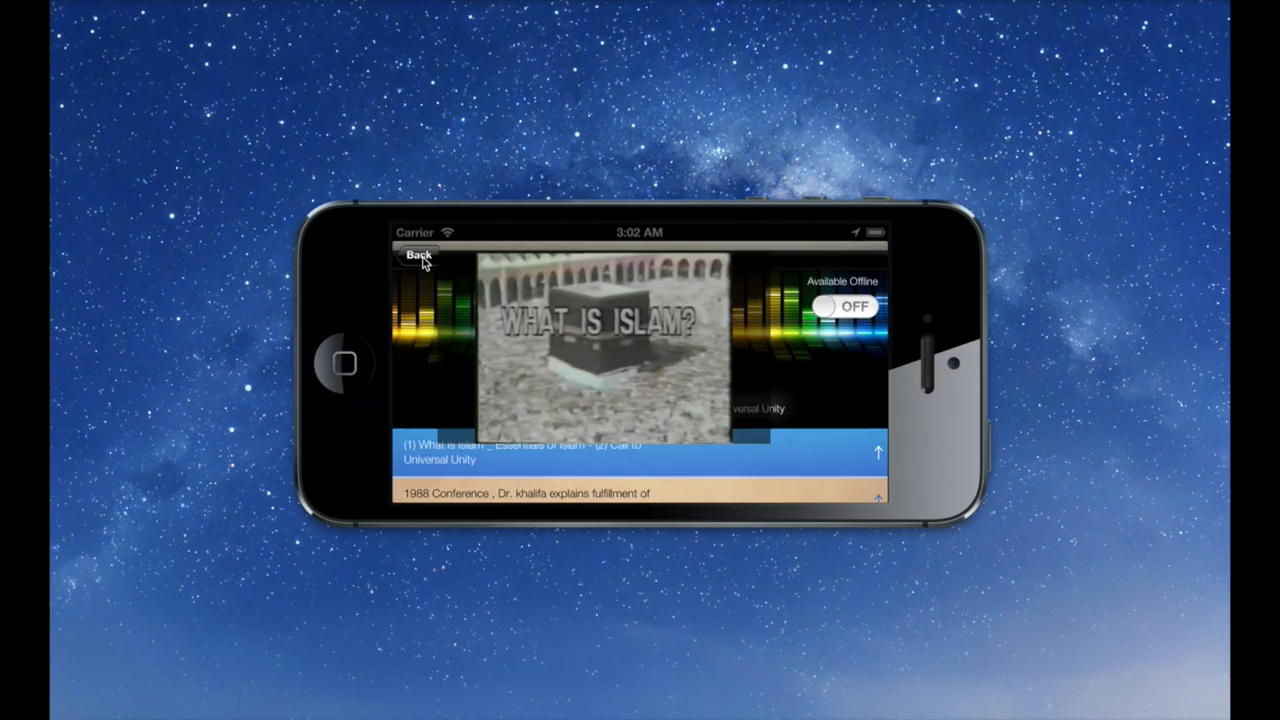 Carrier
3:02 AM
Back
Available Offline
OFF
WHAT IS ISLAM?
versal Unity
(1) What is Islam _ Essentials of Islam - (2) Call to
Universal Unity
1988 Conference , Dr. khalifa explains fulfillment of